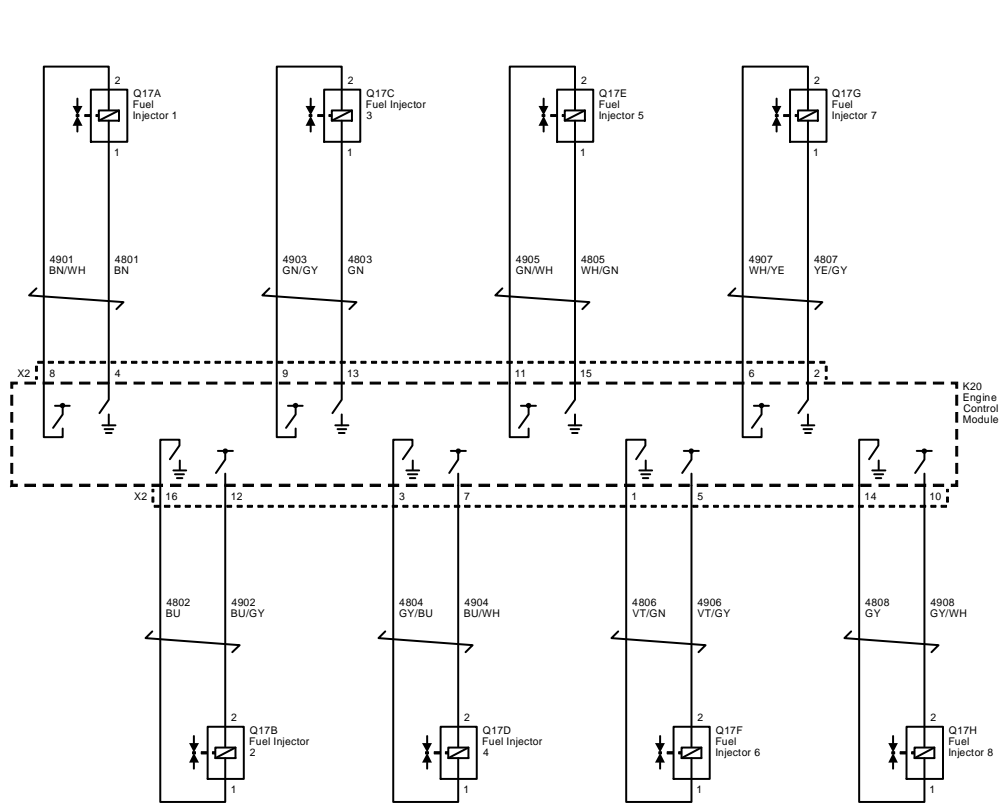 2
Q17A
Fuel
Injector 1
1
2
Q17C
Fuel Injector
3
1
2
Q17E
Fuel
Injector 5
1
2
Q17G
Fuel
Injector 7
1
4901
BN/WH
4801
BN
4903
GN/GY
4803
GN
4905
GN/WH
4805
WH/GN
4907
WH/YE
4807
YE/GY
X2 8 4 9 13 11 15 6 2
K20
Engine
Control
Module
X2 16 12 3 7 1 5 14 10
4802
BU
4902
BU/GY
4804
GY/BU
4904
BU/WH
4806
VT/GN
4906
VT/GY
4808
GY
4908
GY/WH
2
Q17B
Fuel Injector
2
1
2
Q17D
Fuel Injector
4
1
2
Q17F
Fuel
Injector 6
1
2
Q17H
Fuel
Injector 8
1